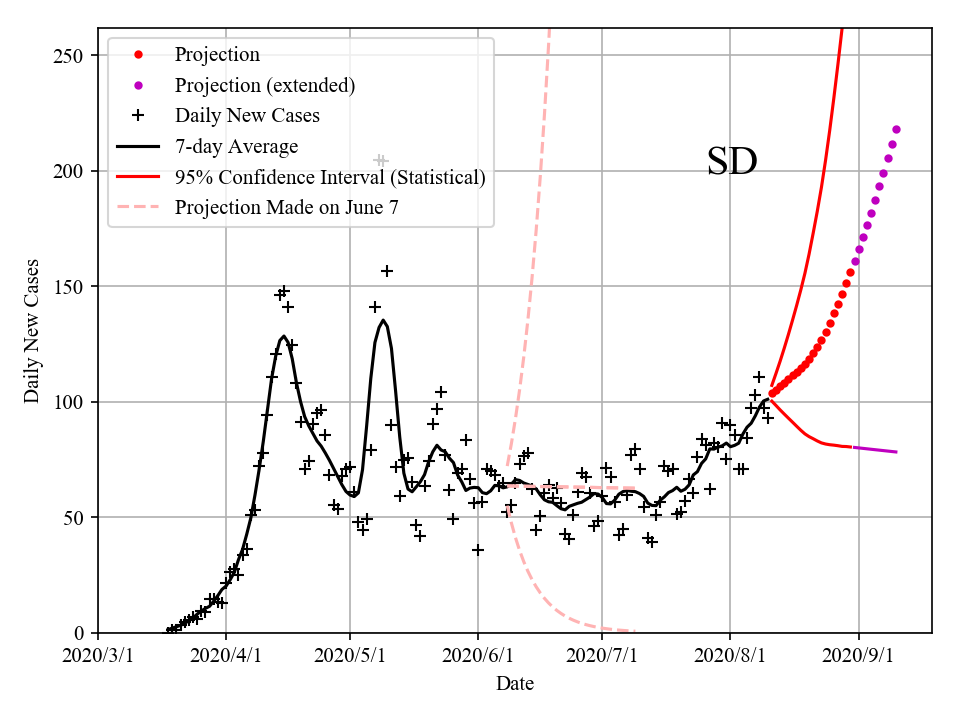 250
200
150
100
50
0
Daily New Cases
Projection
Projection (extended)
Daily New Cases
7-day Average
95% Confidence Interval (Statistical)
Projection Made on June 7
SD
2020/3/1 2020/4/1 2020/5/1 2020/6/1 2020/7/1 2020/8/1 2020/9/1
Date